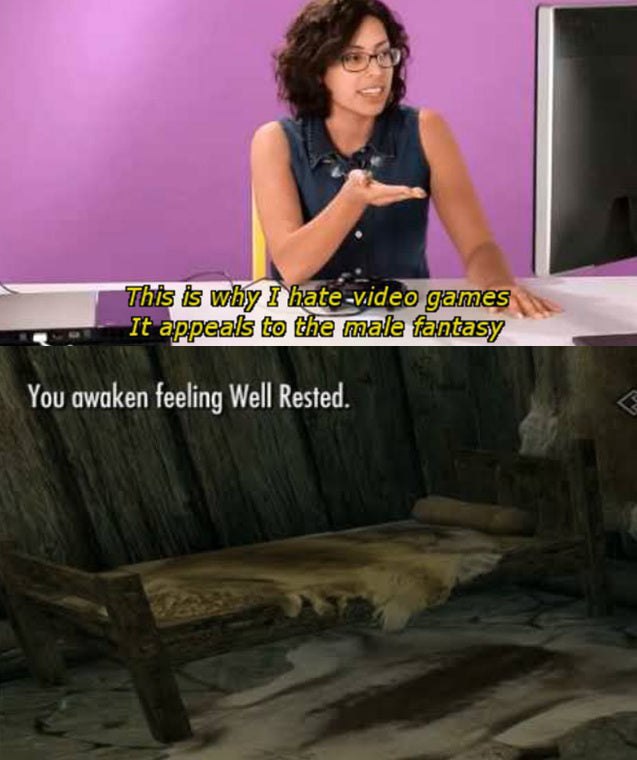 This is why I hate video games
It appeals to the male fantasy
You awaken feeling Well Rested.